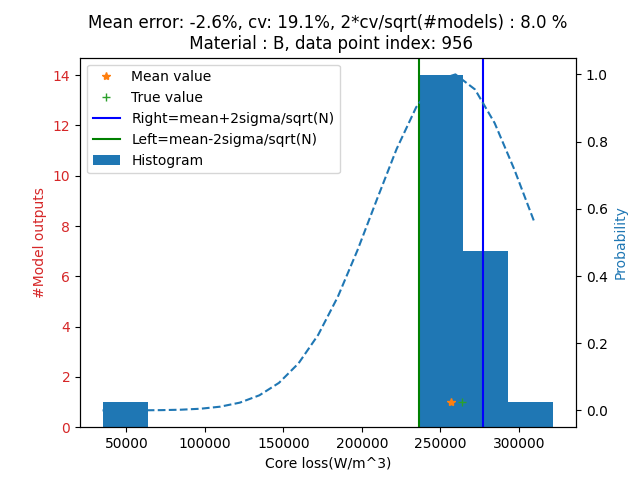 Mean error: -2.6%, cv: 19.1%, 2*cv/sqrt(#models) : 8.0 %
Material : B, data point index: 956
Mean value
True value
Right=mean+2sigma/sqrt(N)
Left=mean-2sigma/sqrt(N)
Histogram
14
12
10
8
6
4
2
0
#Model outputs
1.0
0.8
0.6
0.4
0.2
0.0
Probability
50000 100000 150000 200000 250000 300000
Core loss(W/m^3)